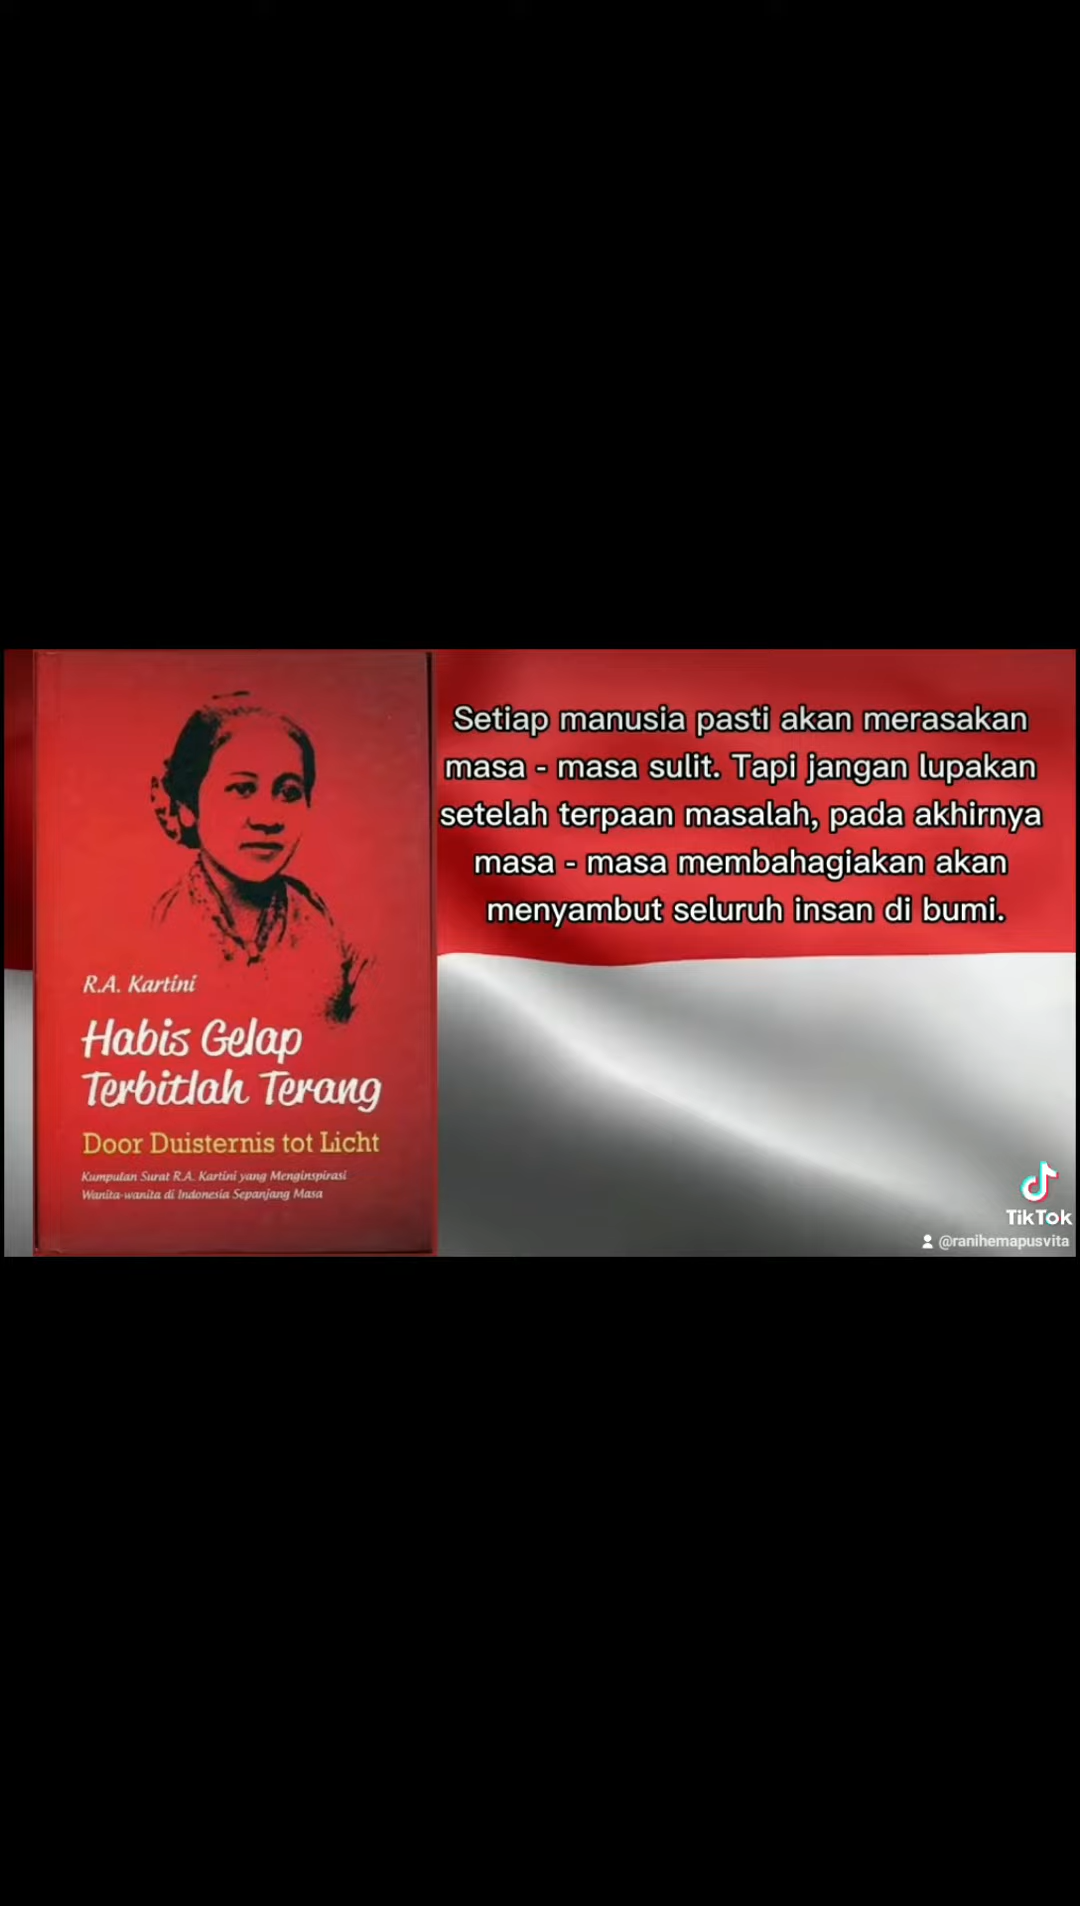 R.A. Kartini
Habis Gelap
Terbitlah Terang
Door Duisternis tot Licht
Kumpulan Surat R.A. Kartini yang Menginspirasi
Wanita-wanita di Indonesia Sepanjang Masa
Setiap manusia pasti akan merasakan
masa - masa sulit. Tapi jangan lupakan
setelah terpaan masalah, pada akhirnya
masa - masa membahagiakan akan
menyambut seluruh insan di bumi.
TikTok
@ranihemapusvita